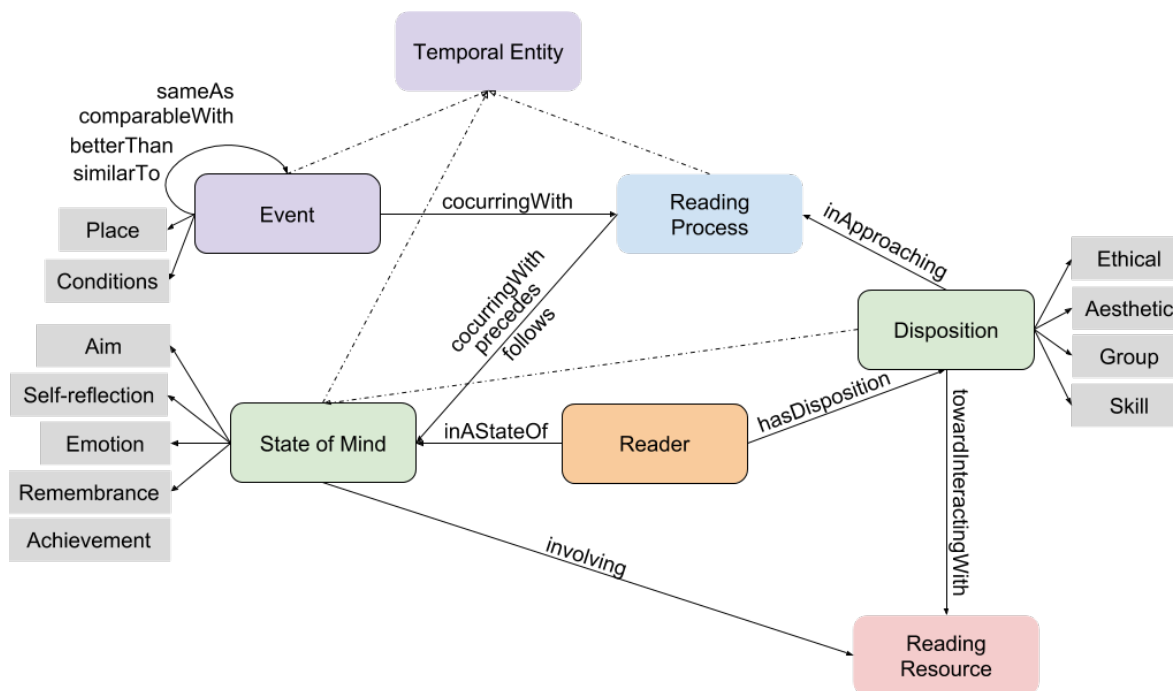 Temporal Entity
sameAs
comparableWith
betterThan
similarTo
Event
cocurringWith
Reading
Process
Place
Conditions
inApproaching
Ethical
Aesthetic
Group
Skill
Disposition
cocurringWith
precedes
follows
Aim
Self-reflection
Emotion
Remembrance
Achievement
State of Mind
inAStateOf
Reader
hasDisposition
towardInteractingWith
involving
Reading
Resource